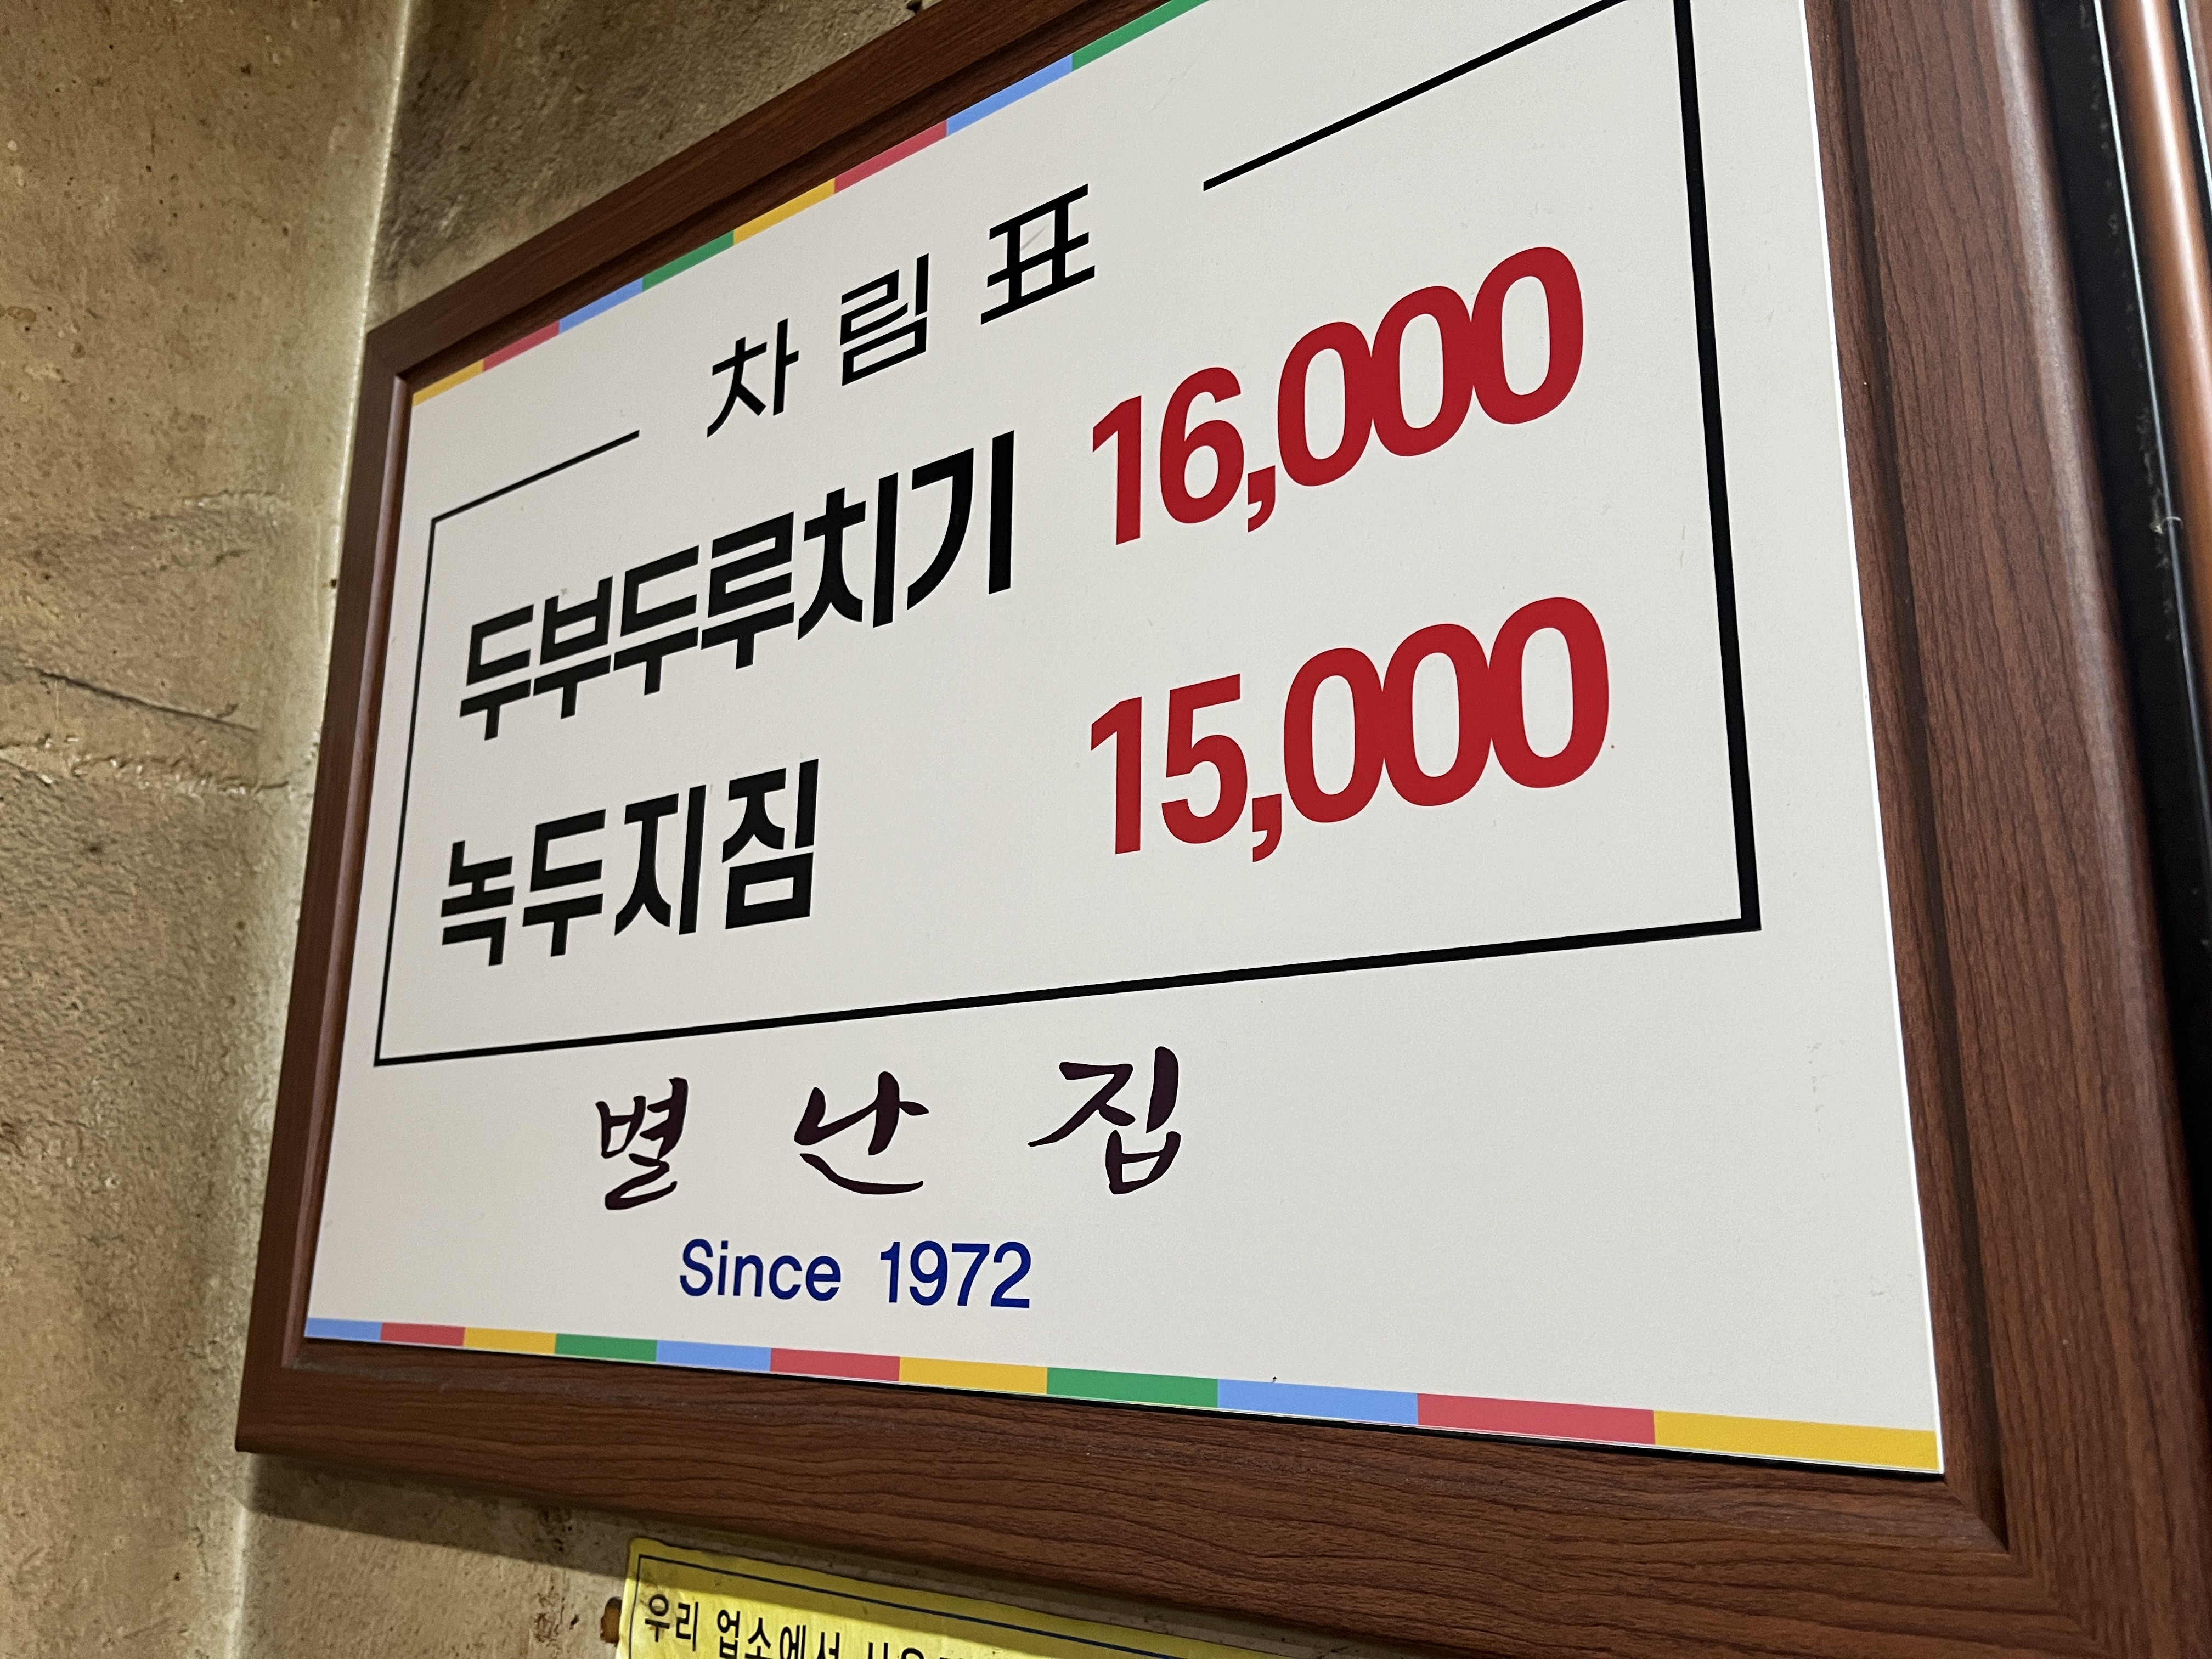 차림표
두부두루치기 16,000
녹두지짐 15,000
별난집
Since 1972
우리 업소에서